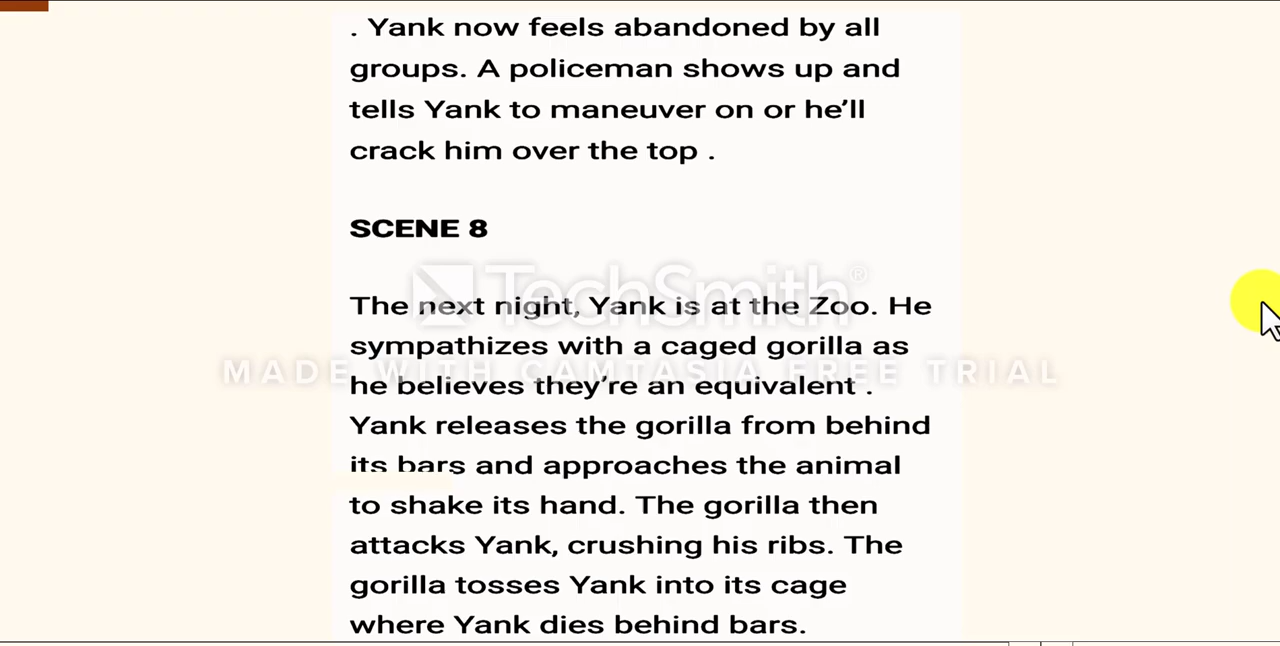 . Yank now feels abandoned by all
groups. A policeman shows up and
tells Yank to maneuver on or he'll
crack him over the top .
SCENE 8
TechSmith®
The next night, Yank is at the Zoo. He
sympathizes with a caged gorilla as
MADE WITH CAMTASIA FREE TRIAL
he believes they're an equivalent .
Yank releases the gorilla from behind
its bars and approaches the animal
to shake its hand. The gorilla then
attacks Yank, crushing his ribs. The
gorilla tosses Yank into its cage
where Yank dies behind bars.